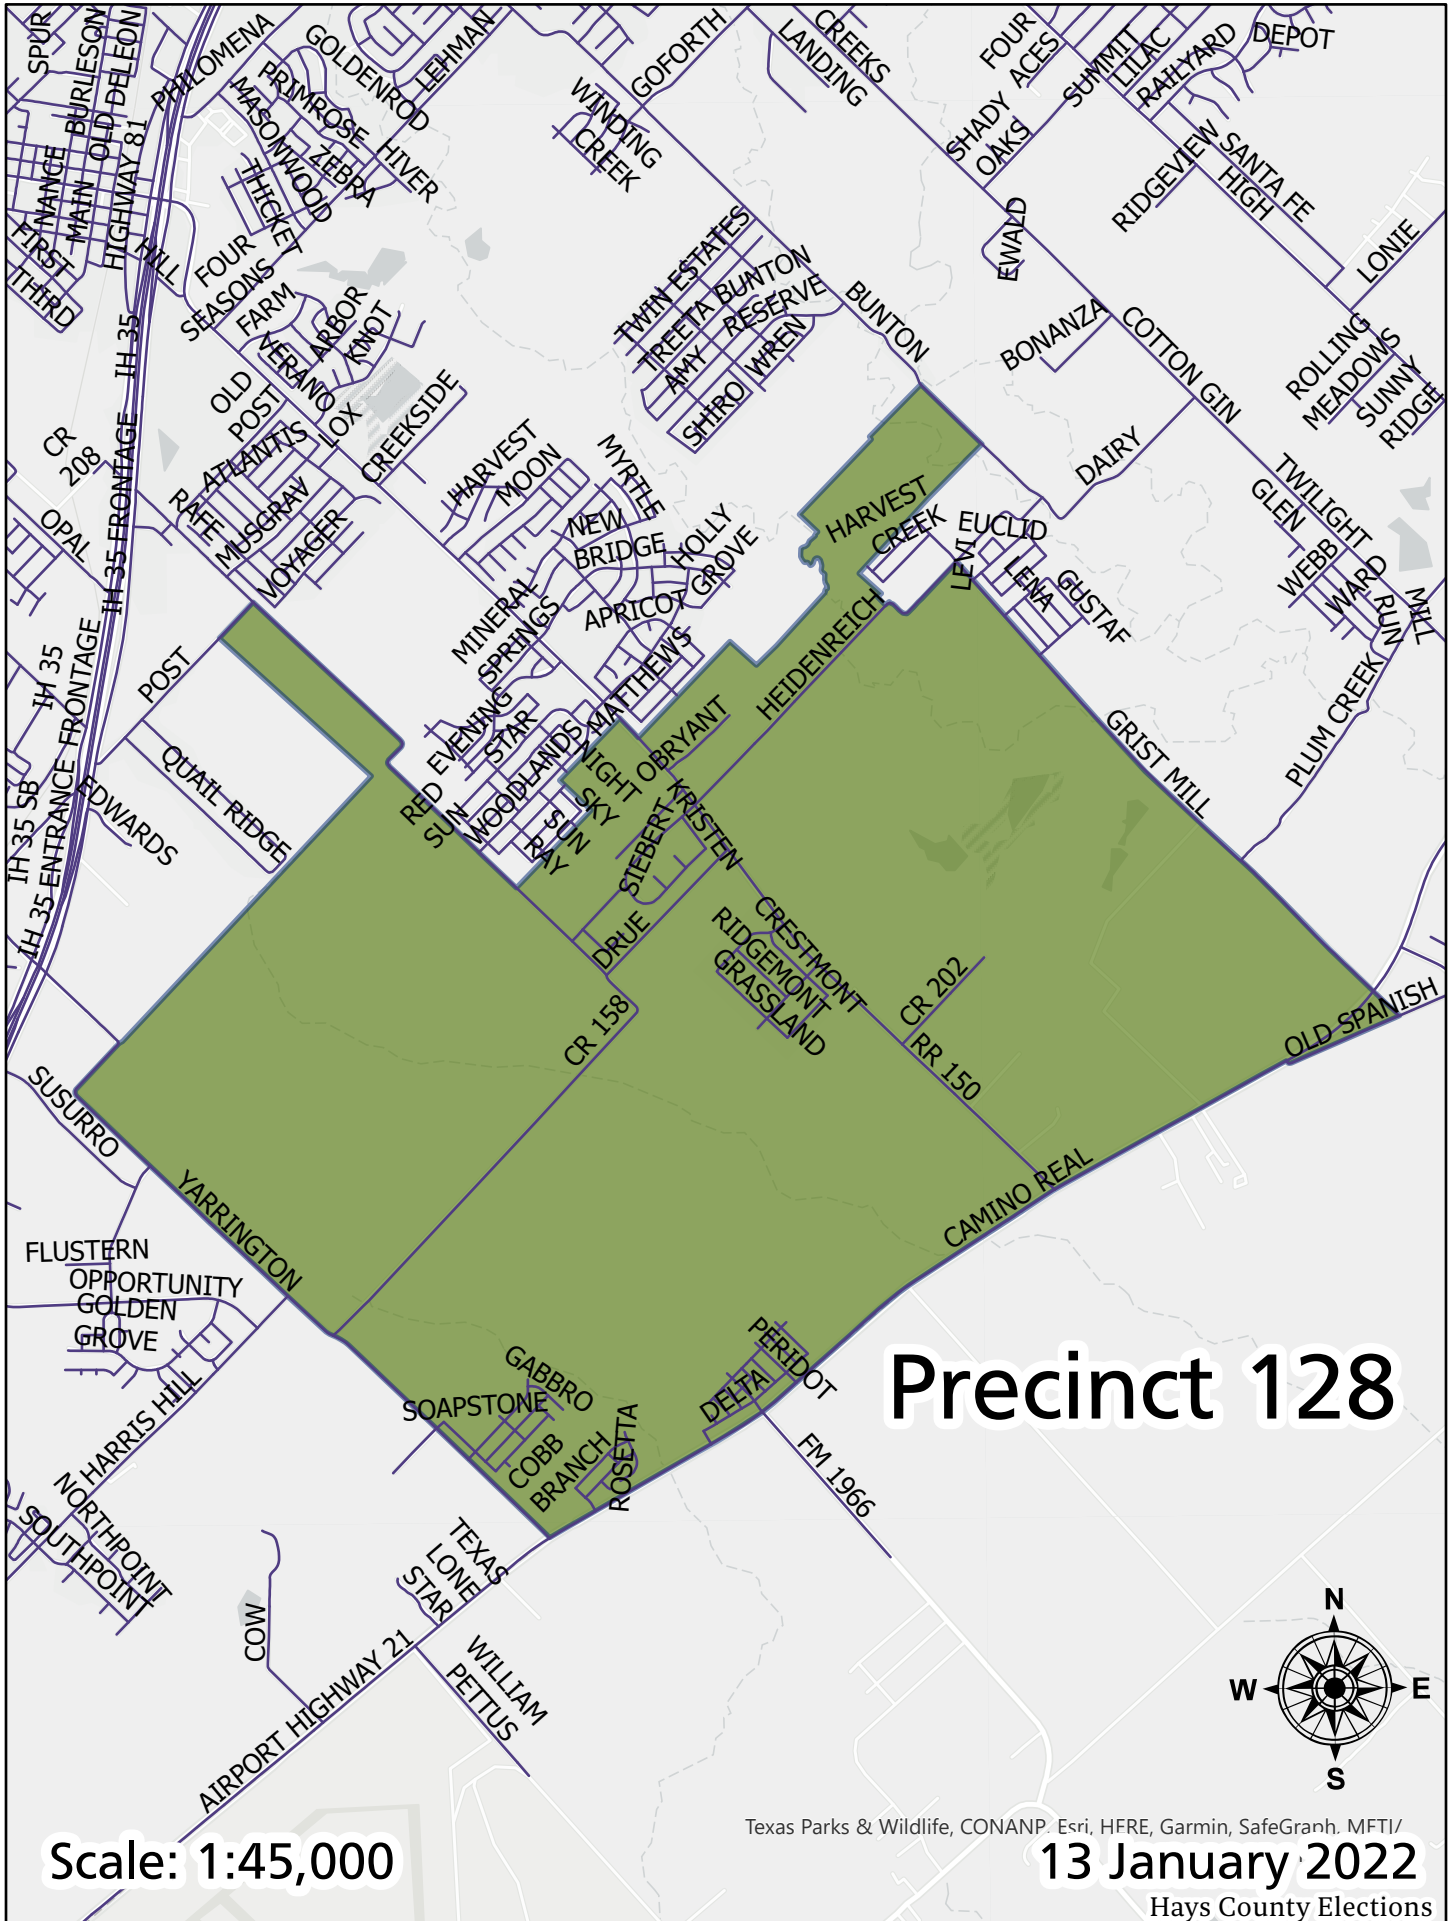 SPUR
BURLESON
OLD DELEON
NANCE
MAIN
HIGHWAY 81
FIRST
THIRD
HILL
PHILOMENA
GOLDENROD
LEHMAN
PRIMROSE
MASONWOOD
ZEBRA
HIVER
THICKET
FOUR
SEASONS
FARM
VERANO
ARBOR
KNOT
OLD
POST
LOX
CREEKSIDE
ATLANTIS
RAFE
MUSGRAV
VOYAGER
CR
208
OPAL
IH 35
IH 35 FRONTAGE
GOFORTH
WINDING
CREEK
LANDING
CREEKS
FOUR
ACES
SUMMIT
LILAC
RAILYARD
DEPOT
SHADY
OAKS
RIDGEVIEW
SANTA FE
HIGH
LONIE
EWALD
TWIN ESTATES
TREETA
BUNTON
RESERVE
AMY
WREN
SHIRO
BUNTON
BONANZA
COTTON GIN
ROLLING
MEADOWS
SUNNY
RIDGE
DAIRY
TWILIGHT
GLEN
WEBB
WARD
RUN
MILL
PLUM CREEK
HARVEST
MOON
MYRTLE
NEW
BRIDGE
HOLLY
GROVE
APRICOT
MINERAL
SPRINGS
MATTHEWS
HARVEST
CREEK
EUCLID
LEVI
LENA
GUSTAF
HEIDENREICH
GRIST MILL
POST
QUAIL RIDGE
EDWARDS
IH 35
IH 35 SB
IH 35 ENTRANCE FRONTAGE
EVENING
STAR
RED
SUN
WOODLANDS
NIGHT
SKY
SUN
RAY
OBRYANT
KRISTEN
SIEBERT
DRUE
CRESTMONT
RIDGEMONT
GRASSLAND
CR 202
RR 150
CR 158
OLD SPANISH
CAMINO REAL
SUSURRO
YARRINGTON
FLUSTERN
OPPORTUNITY
GOLDEN
GROVE
HARRIS HILL
NORTHPOINT
SOUTHPOINT
GABBRO
SOAPSTONE
COBB
BRANCH
ROSETTA
DELTA
PERIDOT
FM 1966
Precinct 128
TEXAS
LONE
STAR
COW
AIRPORT HIGHWAY 21
WILLIAM
PETTUS
N
W
E
S
Texas Parks & Wildlife, CONANP, Esri, HERE, Garmin, SafeGraph, METI/
Scale: 1:45,000
13 January 2022
Hays County Elections